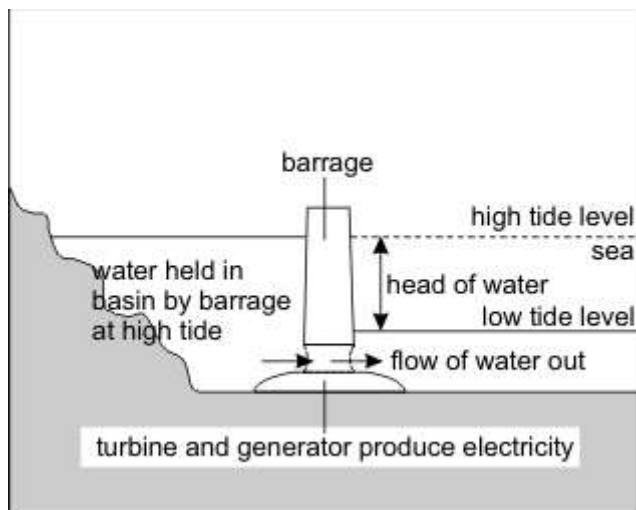 barrage
high tide level
sea
water held in
basin by barrage
at high tide
head of water
low tide level
flow of water out
turbine and generator produce electricity